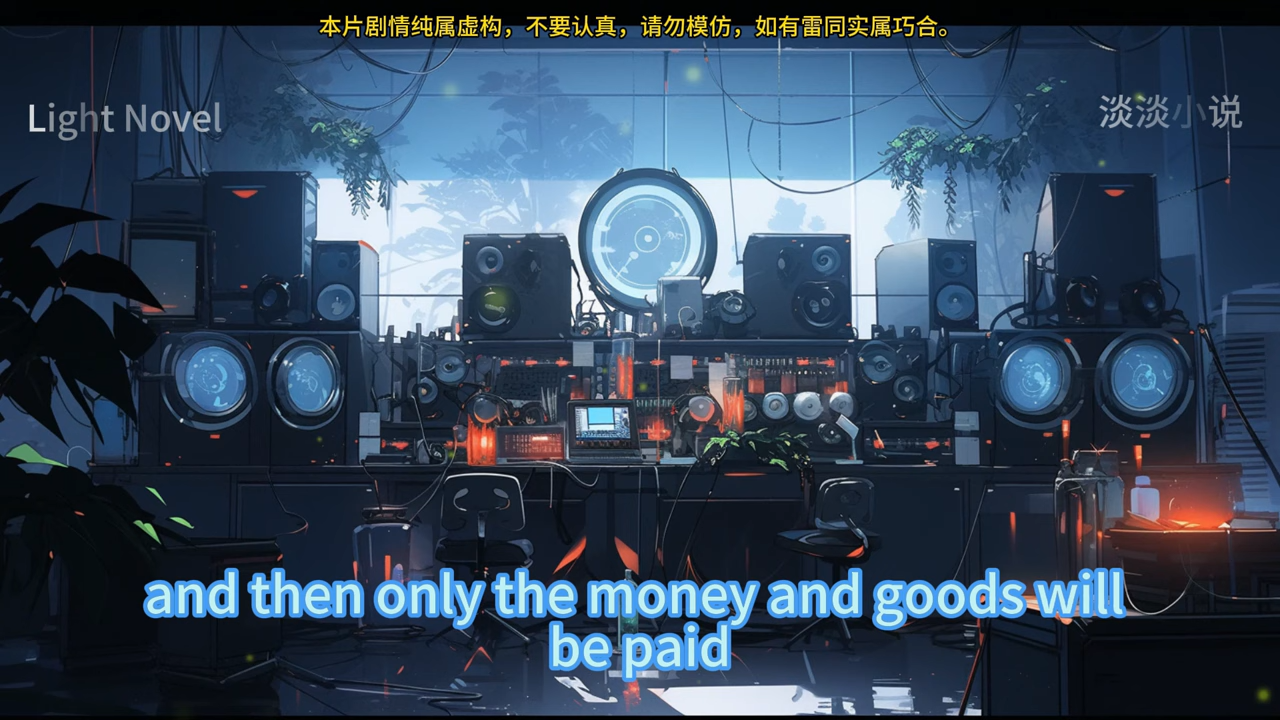 本片剧情纯属虚构，不要认真，请勿模仿，如有雷同实属巧合。
Light Novel
淡淡小说
and then only the money and goods will
be paid